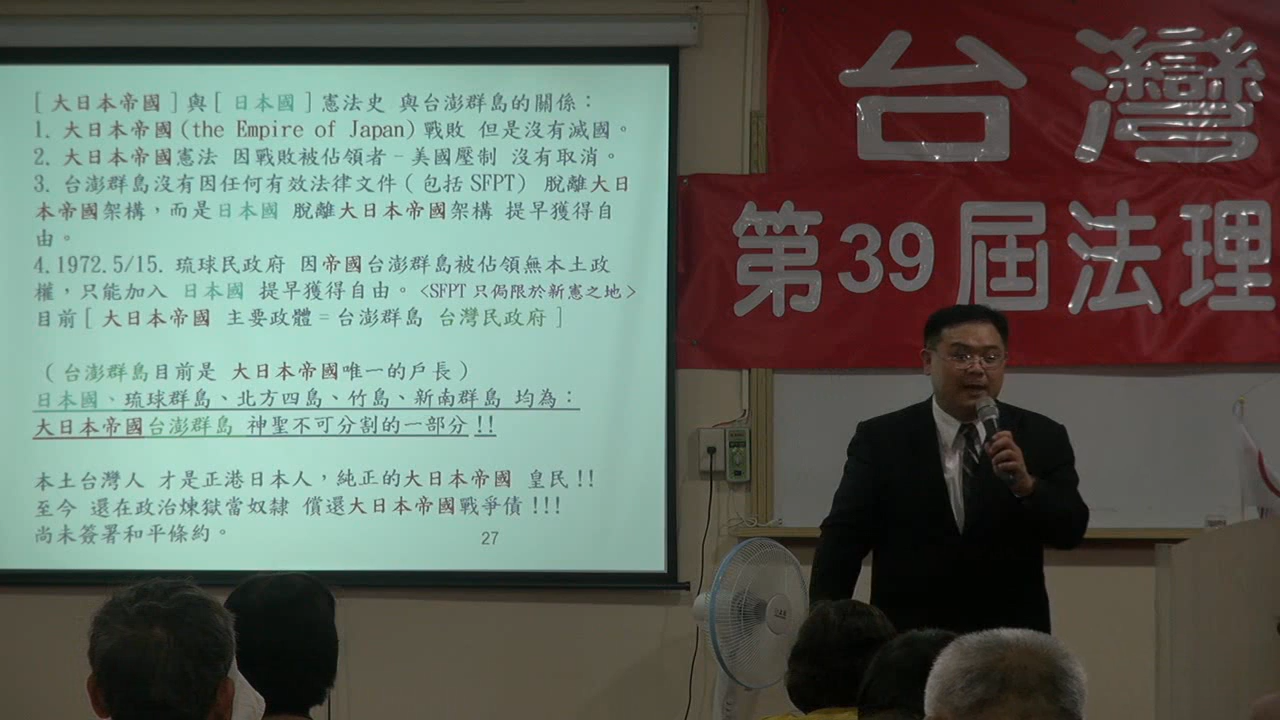 [ 大日本帝國 ] 與 [ 日本國 ] 憲法史 與台澎群島的關係：
1. 大日本帝國 (the Empire of Japan) 戰敗 但是沒有滅國。
2. 大日本帝國憲法 因戰敗被佔領者－美國壓制 沒有取消。
3. 台澎群島沒有因任何有效法律文件 ( 包括 SFPT) 脫離大日
本帝國架構，而是日本國 脫離大日本帝國架構 提早獲得自
由。
4.1972.5/15. 琉球民政府 因帝國台澎群島被佔領無本土政
權，只能加入 日本國 提早獲得自由。<SFPT 只侷限於新憲之地>
目前 [ 大日本帝國 主要政體 = 台澎群島 台灣民政府 ]
( 台澎群島目前是 大日本帝國唯一的戶長 )
日本國、琉球群島、北方四島、竹島、新南群島 均為：
大日本帝國台澎群島 神聖不可分割的一部分 !!
本土台灣人 才是正港日本人，純正的大日本帝國 皇民 !!
至今 還在政治煉獄當奴隸 償還大日本帝國戰爭債 !!!
尚未簽署和平條約。
27
台灣
第39屆法理